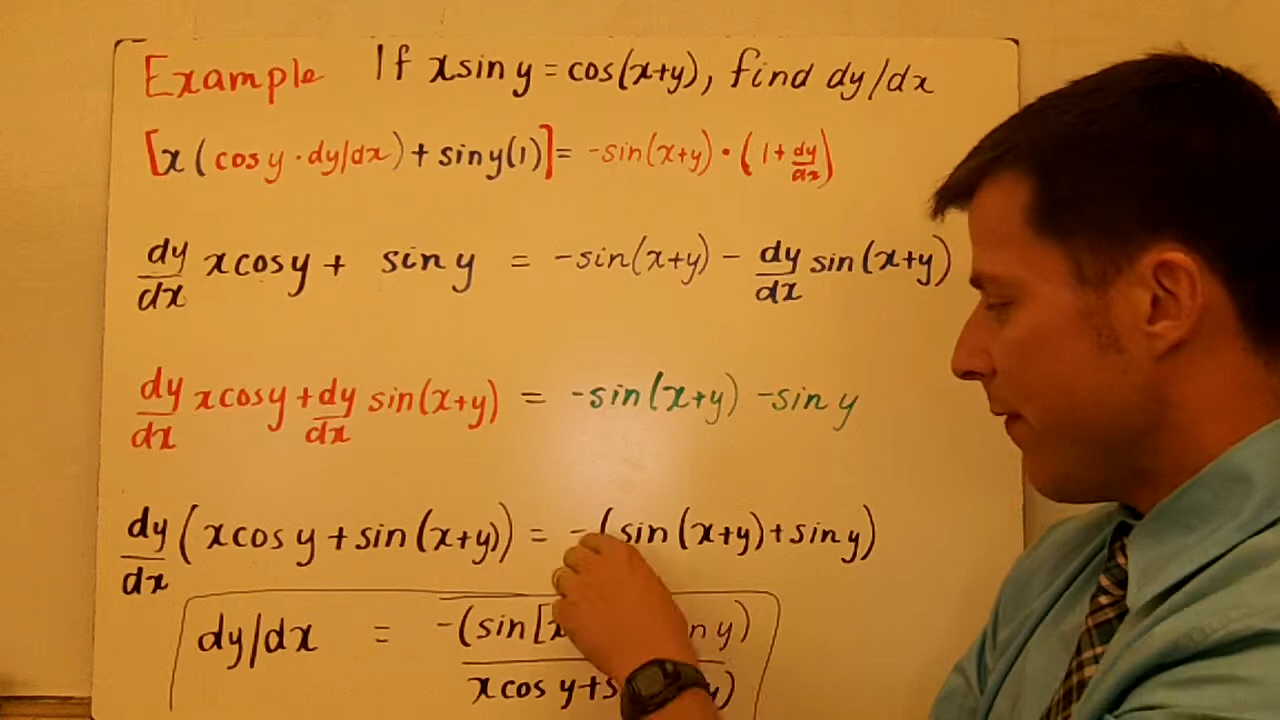 Example If xsin y = cos(x+y), find dy/dx
[x (cos y · dy/dx) + sin y(1)] = -sin(x+y) · (1 + dy/dx)
dy/dx x cos y + sin y = -sin(x+y) - dy/dx sin(x+y)
dy/dx x cos y + dy/dx sin(x+y) = -sin(x+y) - sin y
dy/dx (x cos y + sin(x+y)) = -(sin(x+y) + sin y)
dy/dx = -(sin[x n y)
x cos y + s y)